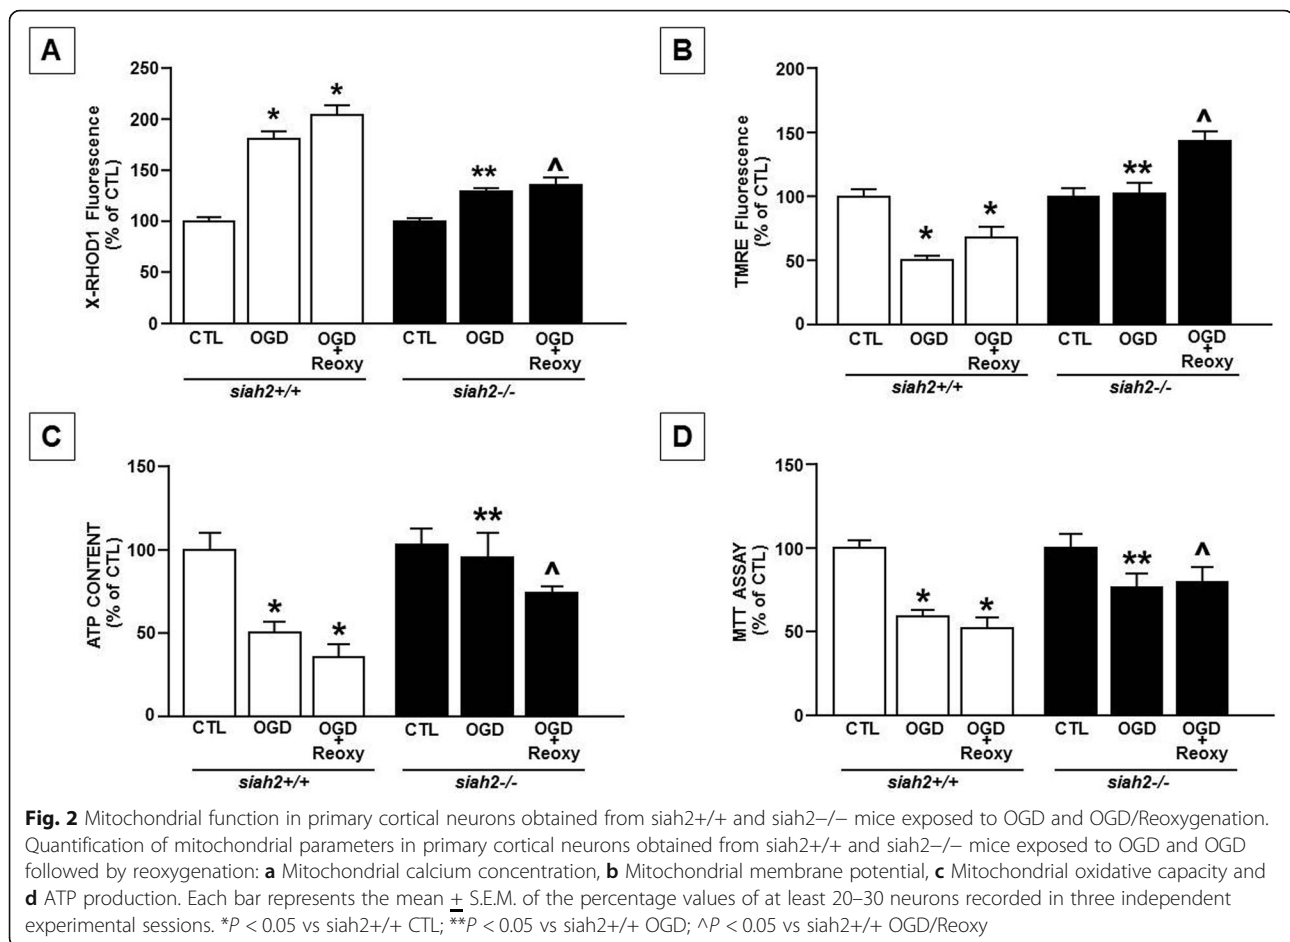 A
X-RHOD1 Fluorescence
(% of CTL)
250
200
150
100
50
0
* * ** ^
CTL OGD OGD + Reoxy CTL OGD OGD + Reoxy
siah2+/+ siah2-/-
B
TMRE Fluorescence
(% of CTL)
200
150
100
50
0
* * ** ^
CTL OGD OGD + Reoxy CTL OGD OGD + Reoxy
siah2+/+ siah2-/-
C
ATP CONTENT
(% of CTL)
150
100
50
0
* * ** ^
CTL OGD OGD + Reoxy CTL OGD OGD + Reoxy
siah2+/+ siah2-/-
D
MTT ASSAY
(% of CTL)
150
100
50
0
* * ** ^
CTL OGD OGD + Reoxy CTL OGD OGD + Reoxy
siah2+/+ siah2-/-
Fig. 2 Mitochondrial function in primary cortical neurons obtained from siah2+/+ and siah2−/− mice exposed to OGD and OGD/Reoxygenation.
Quantification of mitochondrial parameters in primary cortical neurons obtained from siah2+/+ and siah2−/− mice exposed to OGD and OGD
followed by reoxygenation: a Mitochondrial calcium concentration, b Mitochondrial membrane potential, c Mitochondrial oxidative capacity and
d ATP production. Each bar represents the mean ± S.E.M. of the percentage values of at least 20–30 neurons recorded in three independent
experimental sessions. *P < 0.05 vs siah2+/+ CTL; **P < 0.05 vs siah2+/+ OGD; ^P < 0.05 vs siah2+/+ OGD/Reoxy